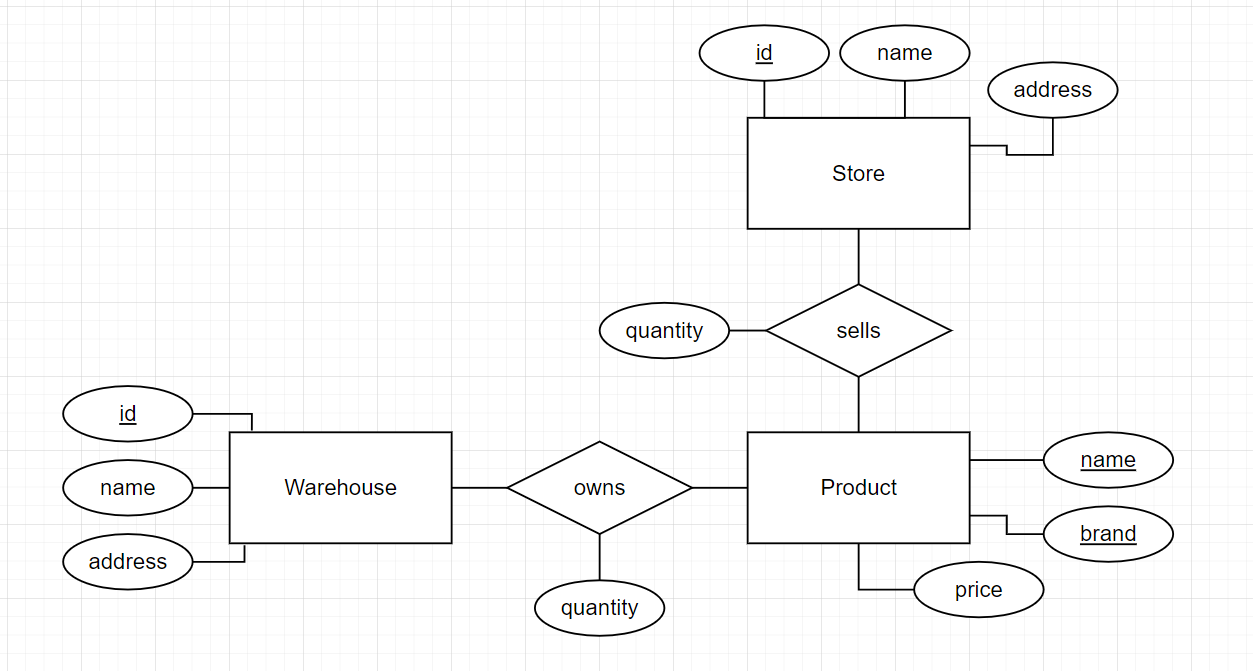 id
name
address
Store
quantity
sells
id
name
address
Warehouse
owns
quantity
Product
name
brand
price